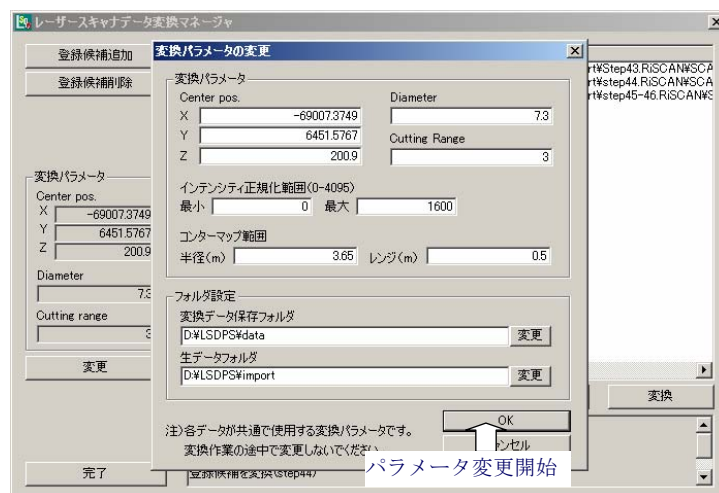 レーザースキャナデータ変換マネージャ
登録候補追加
登録候補削除
変換パラメータ
Center pos.
X -69007.3749
Y 6451.5767
Z 200.9
Diameter
7.3
Cutting range
変更
完了
変換パラメータの変更
変換パラメータ
Center pos.
X -69007.3749
Y 6451.5767
Z 200.9
Diameter
7.3
Cutting Range
3
インテンシティ正規化範囲(0-4095)
最小 0 最大 1600
コンターマップ範囲
半径(m) 3.65 レンジ(m) 0.5
フォルダ設定
変換データ保存フォルダ
D:¥LSDPS¥data 変更
生データフォルダ
D:¥LSDPS¥import 変更
注)各データが共通で使用する変換パラメータです。
変換作業の途中で変更しないでください
OK
ンセル
パラメータ変更開始
rt¥Step43.RiSCAN¥SCA
rt¥step44.RiSCAN¥SCA
rt¥step45-46.RiSCAN¥S
変換
登録候補を変換(step44)